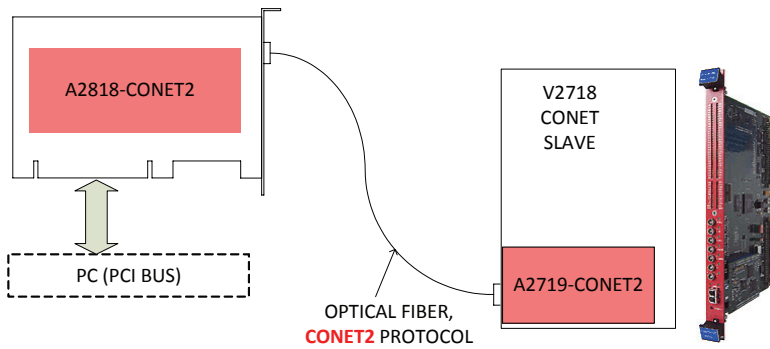 A2818-CONET2
V2718
CONET
SLAVE
PC (PCI BUS)
A2719-CONET2
OPTICAL FIBER,
CONET2 PROTOCOL